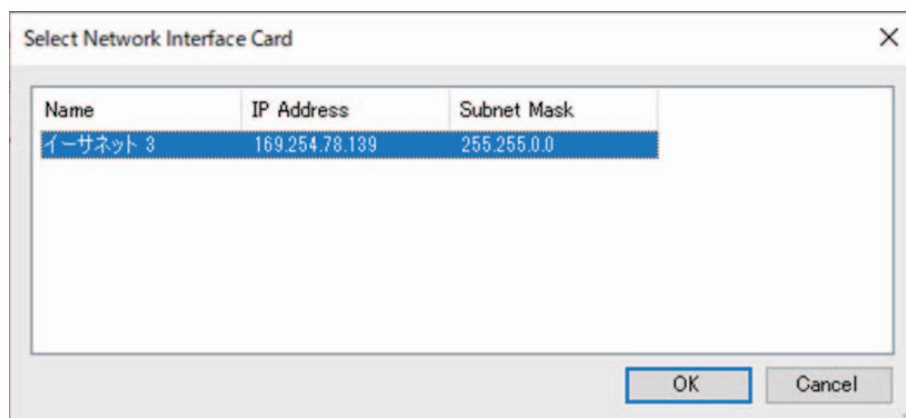 Select Network Interface Card
Name IP Address Subnet Mask
イーサネット 3 169.254.78.139 255.255.0.0
OK Cancel